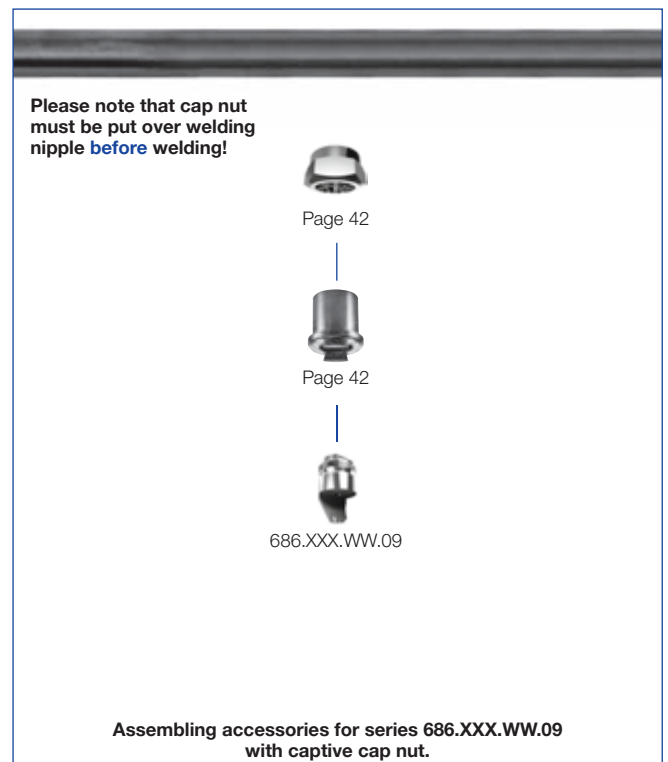 Please note that cap nut
must be put over welding
nipple before welding!
Page 42
Page 42
686.XXX.WW.09
Assembling accessories for series 686.XXX.WW.09
with captive cap nut.